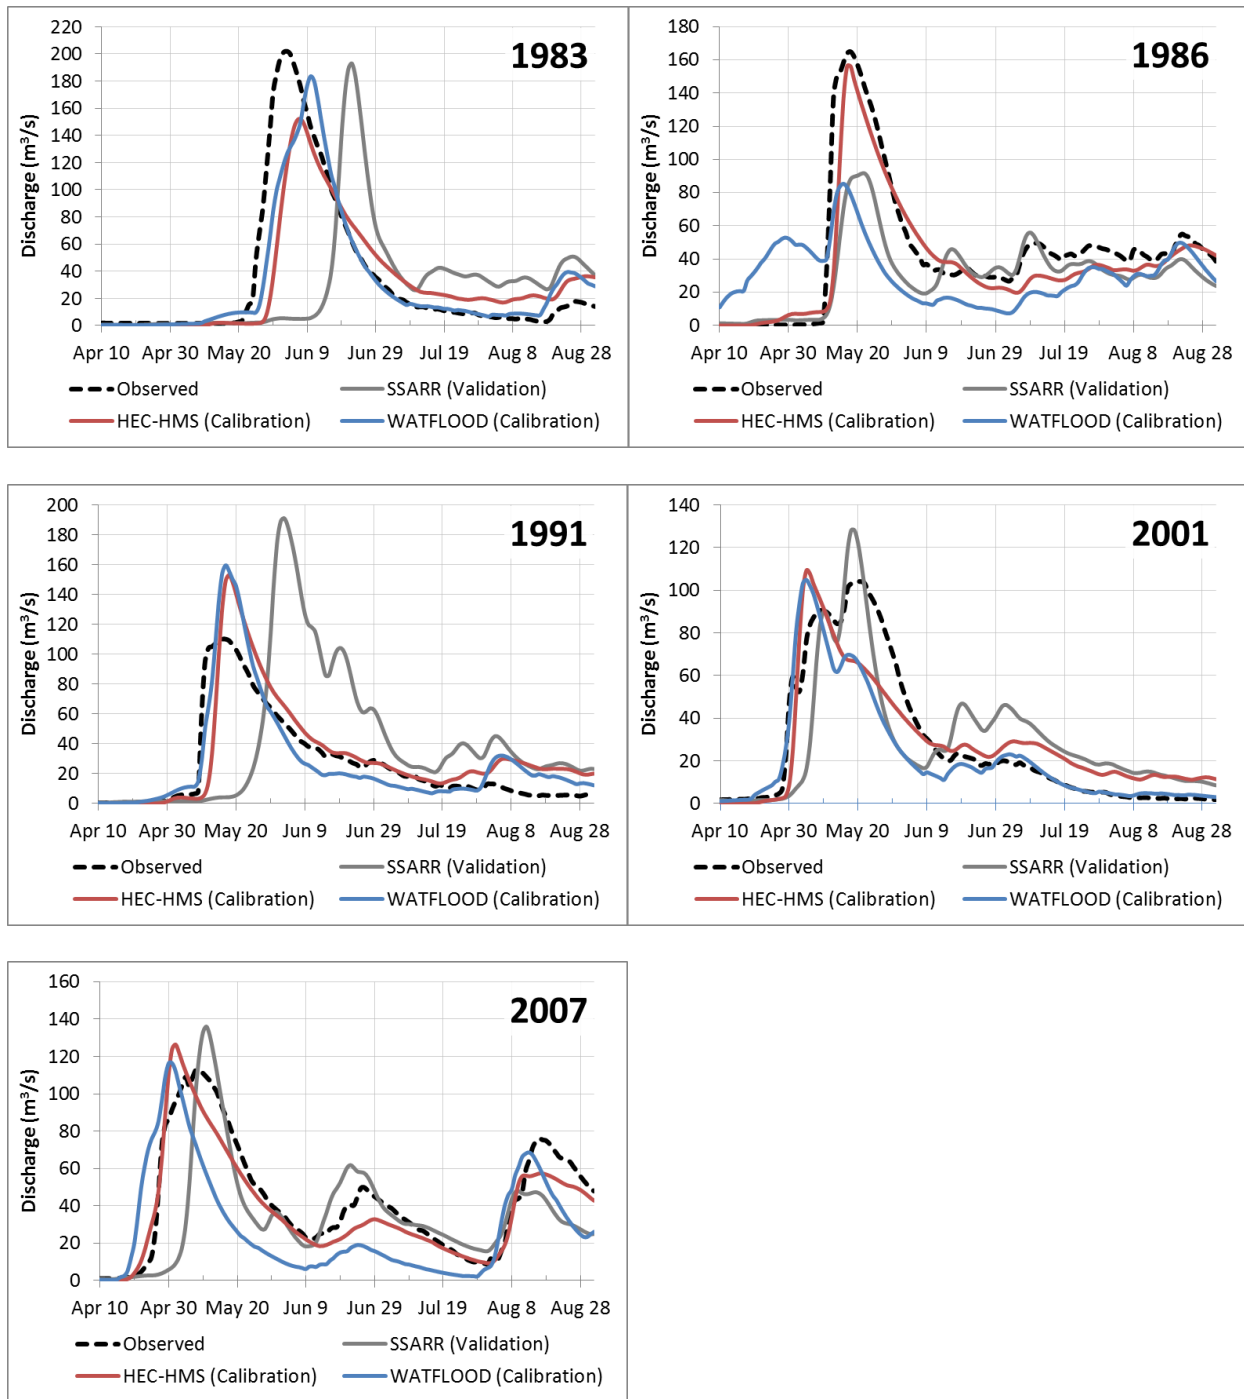 1983
Discharge (m³/s)
220
200
180
160
140
120
100
80
60
40
20
0
Apr 10 Apr 30 May 20 Jun 9 Jun 29 Jul 19 Aug 8 Aug 28
Observed SSARR (Validation)
HEC-HMS (Calibration) WATFLOOD (Calibration)
1986
Discharge (m³/s)
180
160
140
120
100
80
60
40
20
0
Apr 10 Apr 30 May 20 Jun 9 Jun 29 Jul 19 Aug 8 Aug 28
Observed SSARR (Validation)
HEC-HMS (Calibration) WATFLOOD (Calibration)
1991
Discharge (m³/s)
200
180
160
140
120
100
80
60
40
20
0
Apr 10 Apr 30 May 20 Jun 9 Jun 29 Jul 19 Aug 8 Aug 28
Observed SSARR (Validation)
HEC-HMS (Calibration) WATFLOOD (Calibration)
2001
Discharge (m³/s)
140
120
100
80
60
40
20
0
Apr 10 Apr 30 May 20 Jun 9 Jun 29 Jul 19 Aug 8 Aug 28
Observed SSARR (Validation)
HEC-HMS (Calibration) WATFLOOD (Calibration)
2007
Discharge (m³/s)
160
140
120
100
80
60
40
20
0
Apr 10 Apr 30 May 20 Jun 9 Jun 29 Jul 19 Aug 8 Aug 28
Observed SSARR (Validation)
HEC-HMS (Calibration) WATFLOOD (Calibration)